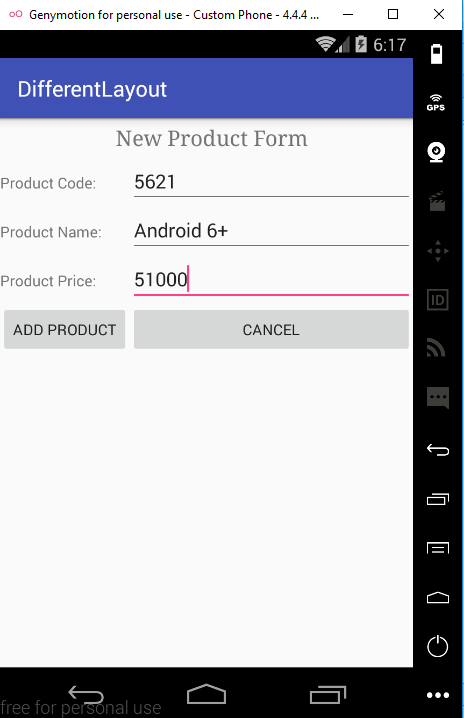 Genymotion for personal use - Custom Phone - 4.4.4 ...
6:17
GPS
DifferentLayout
New Product Form
Product Code: 5621
Product Name: Android 6+
Product Price: 51000
ID
ADD PRODUCT CANCEL
free for personal use